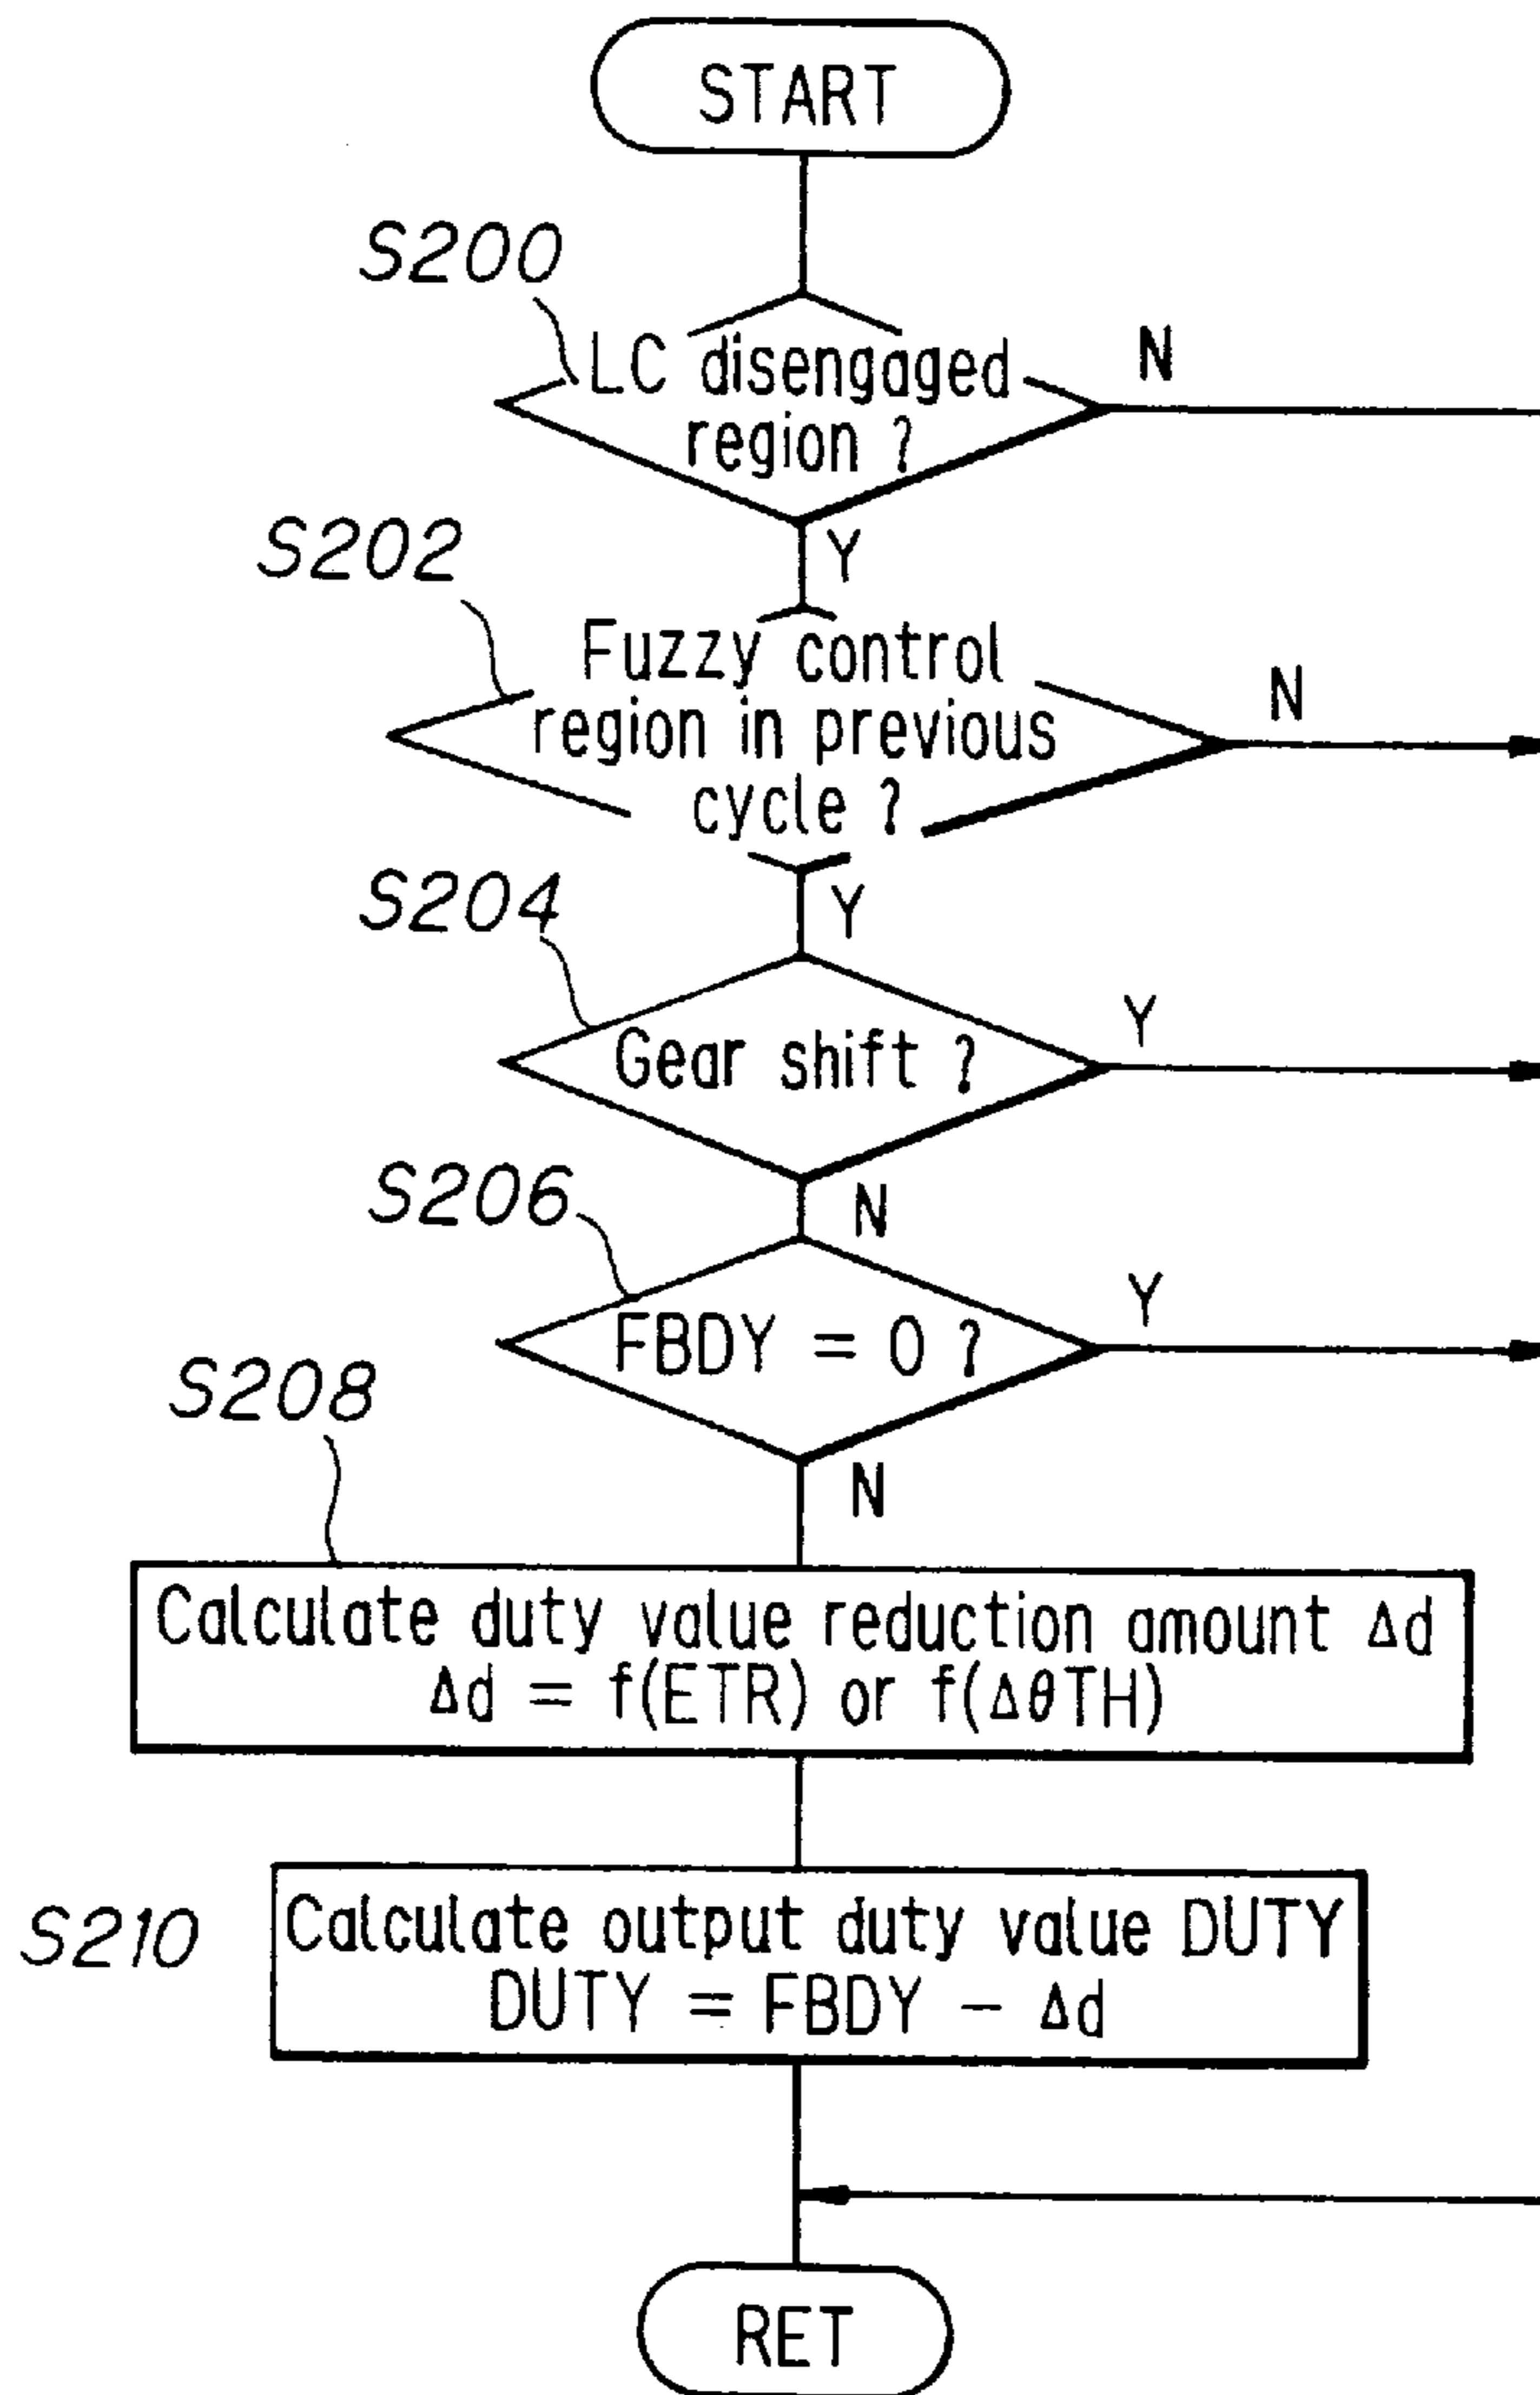 START
S200
LC disengaged
region ?
N
Y
S202
Fuzzy control
region in previous
cycle ?
N
Y
S204
Gear shift ?
Y
N
S206
FBDY = 0 ?
Y
N
S208
Calculate duty value reduction amount Δd
Δd = f(ETR) or f(ΔθTH)
S210
Calculate output duty value DUTY
DUTY = FBDY - Δd
RET